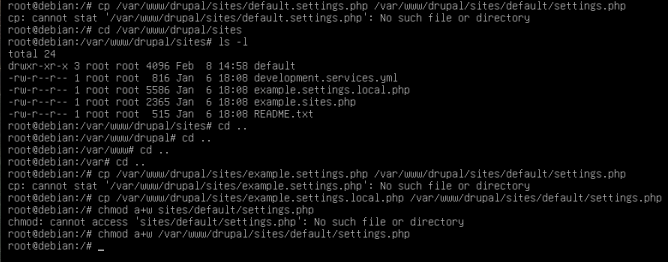 root@debian:/# cp /var/www/drupal/sites/default.settings.php /var/www/drupal/sites/default/settings.php
cp: cannot stat '/var/www/drupal/sites/default.settings.php': No such file or directory
root@debian:/# cd /var/www/drupal/sites
root@debian:/var/www/drupal/sites# ls -l
total 24
drwxr-xr-x 3 root root 4096 Feb  8 14:58 default
-rw-r--r-- 1 root root  816 Jan  6 18:08 development.services.yml
-rw-r--r-- 1 root root 5586 Jan  6 18:08 example.settings.local.php
-rw-r--r-- 1 root root 2365 Jan  6 18:08 example.sites.php
-rw-r--r-- 1 root root  515 Jan  6 18:08 README.txt
root@debian:/var/www/drupal/sites# cd ..
root@debian:/var/www/drupal# cd ..
root@debian:/var/www# cd ..
root@debian:/var# cd ..
root@debian:/# cp /var/www/drupal/sites/example.settings.php /var/www/drupal/sites/default/settings.php
cp: cannot stat '/var/www/drupal/sites/example.settings.php': No such file or directory
root@debian:/# cp /var/www/drupal/sites/example.settings.local.php /var/www/drupal/sites/default/settings.php
root@debian:/# chmod a+w sites/default/settings.php
chmod: cannot access 'sites/default/settings.php': No such file or directory
root@debian:/# chmod a+w /var/www/drupal/sites/default/settings.php
root@debian:/# _